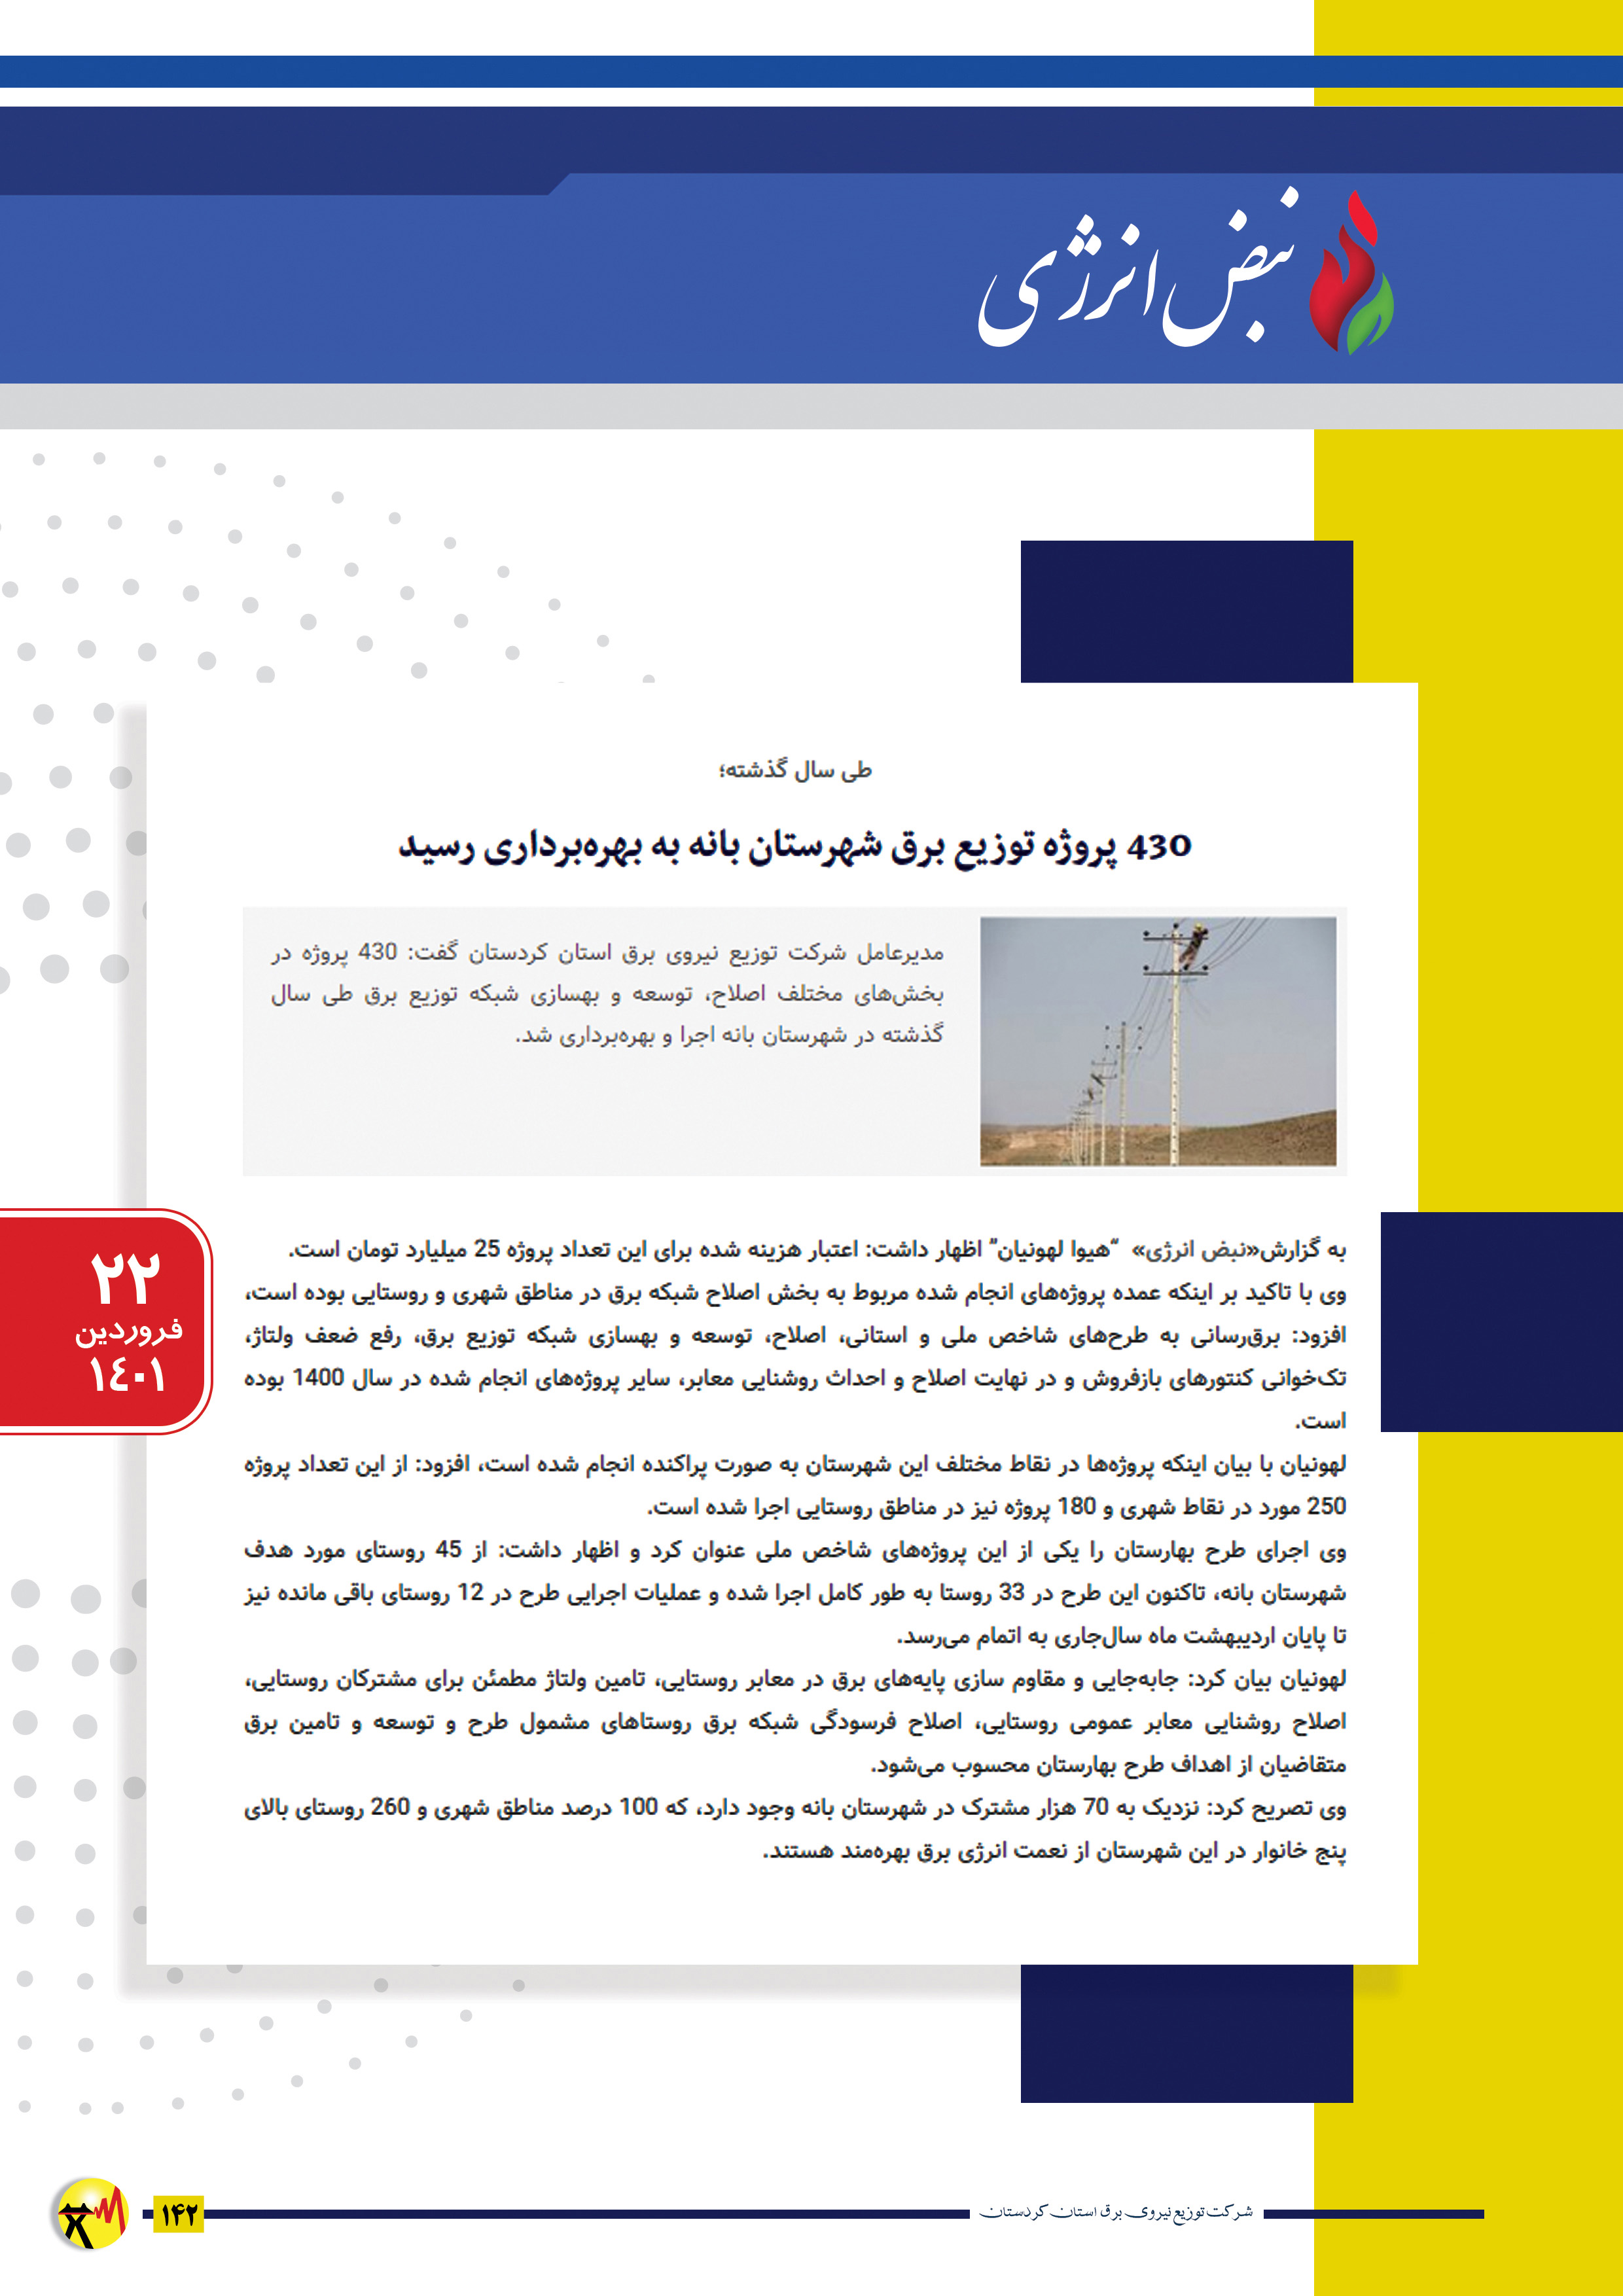 نبض انرژی
طی سال گذشته؛
430 پروژه توزیع برق شهرستان بانه به بهره‌برداری رسید
مدیرعامل شرکت توزیع نیروی برق استان کردستان گفت: 430 پروژه در
بخش‌های مختلف اصلاح، توسعه و بهسازی شبکه توزیع برق طی سال
گذشته در شهرستان بانه اجرا و بهره‌برداری شد.
به گزارش«نبض انرژی» “هیوا لهونیان” اظهار داشت: اعتبار هزینه شده برای این تعداد پروژه 25 میلیارد تومان است.
وی با تاکید بر اینکه عمده پروژه‌های انجام شده مربوط به بخش اصلاح شبکه برق در مناطق شهری و روستایی بوده است،
افزود: برق‌رسانی به طرح‌های شاخص ملی و استانی، اصلاح، توسعه و بهسازی شبکه توزیع برق، رفع ضعف ولتاژ،
تک‌خوانی کنتورهای بازفروش و در نهایت اصلاح و احداث روشنایی معابر، سایر پروژه‌های انجام شده در سال 1400 بوده
است.
لهونیان با بیان اینکه پروژه‌ها در نقاط مختلف این شهرستان به صورت پراکنده انجام شده است، افزود: از این تعداد پروژه
250 مورد در نقاط شهری و 180 پروژه نیز در مناطق روستایی اجرا شده است.
وی اجرای طرح بهارستان را یکی از این پروژه‌های شاخص ملی عنوان کرد و اظهار داشت: از 45 روستای مورد هدف
شهرستان بانه، تاکنون این طرح در 33 روستا به طور کامل اجرا شده و عملیات اجرایی طرح در 12 روستای باقی مانده نیز
تا پایان اردیبهشت ماه سال‌جاری به اتمام می‌رسد.
لهونیان بیان کرد: جابه‌جایی و مقاوم سازی پایه‌های برق در معابر روستایی، تامین ولتاژ مطمئن برای مشترکان روستایی،
اصلاح روشنایی معابر عمومی روستایی، اصلاح فرسودگی شبکه برق روستاهای مشمول طرح و توسعه و تامین برق
متقاضیان از اهداف طرح بهارستان محسوب می‌شود.
وی تصریح کرد: نزدیک به 70 هزار مشترک در شهرستان بانه وجود دارد، که 100 درصد مناطق شهری و 260 روستای بالای
پنج خانوار در این شهرستان از نعمت انرژی برق بهره‌مند هستند.
۲۲
فروردین
۱٤۰۱
شرکت توزیع نیروی برق استان کردستان
۱۴۲